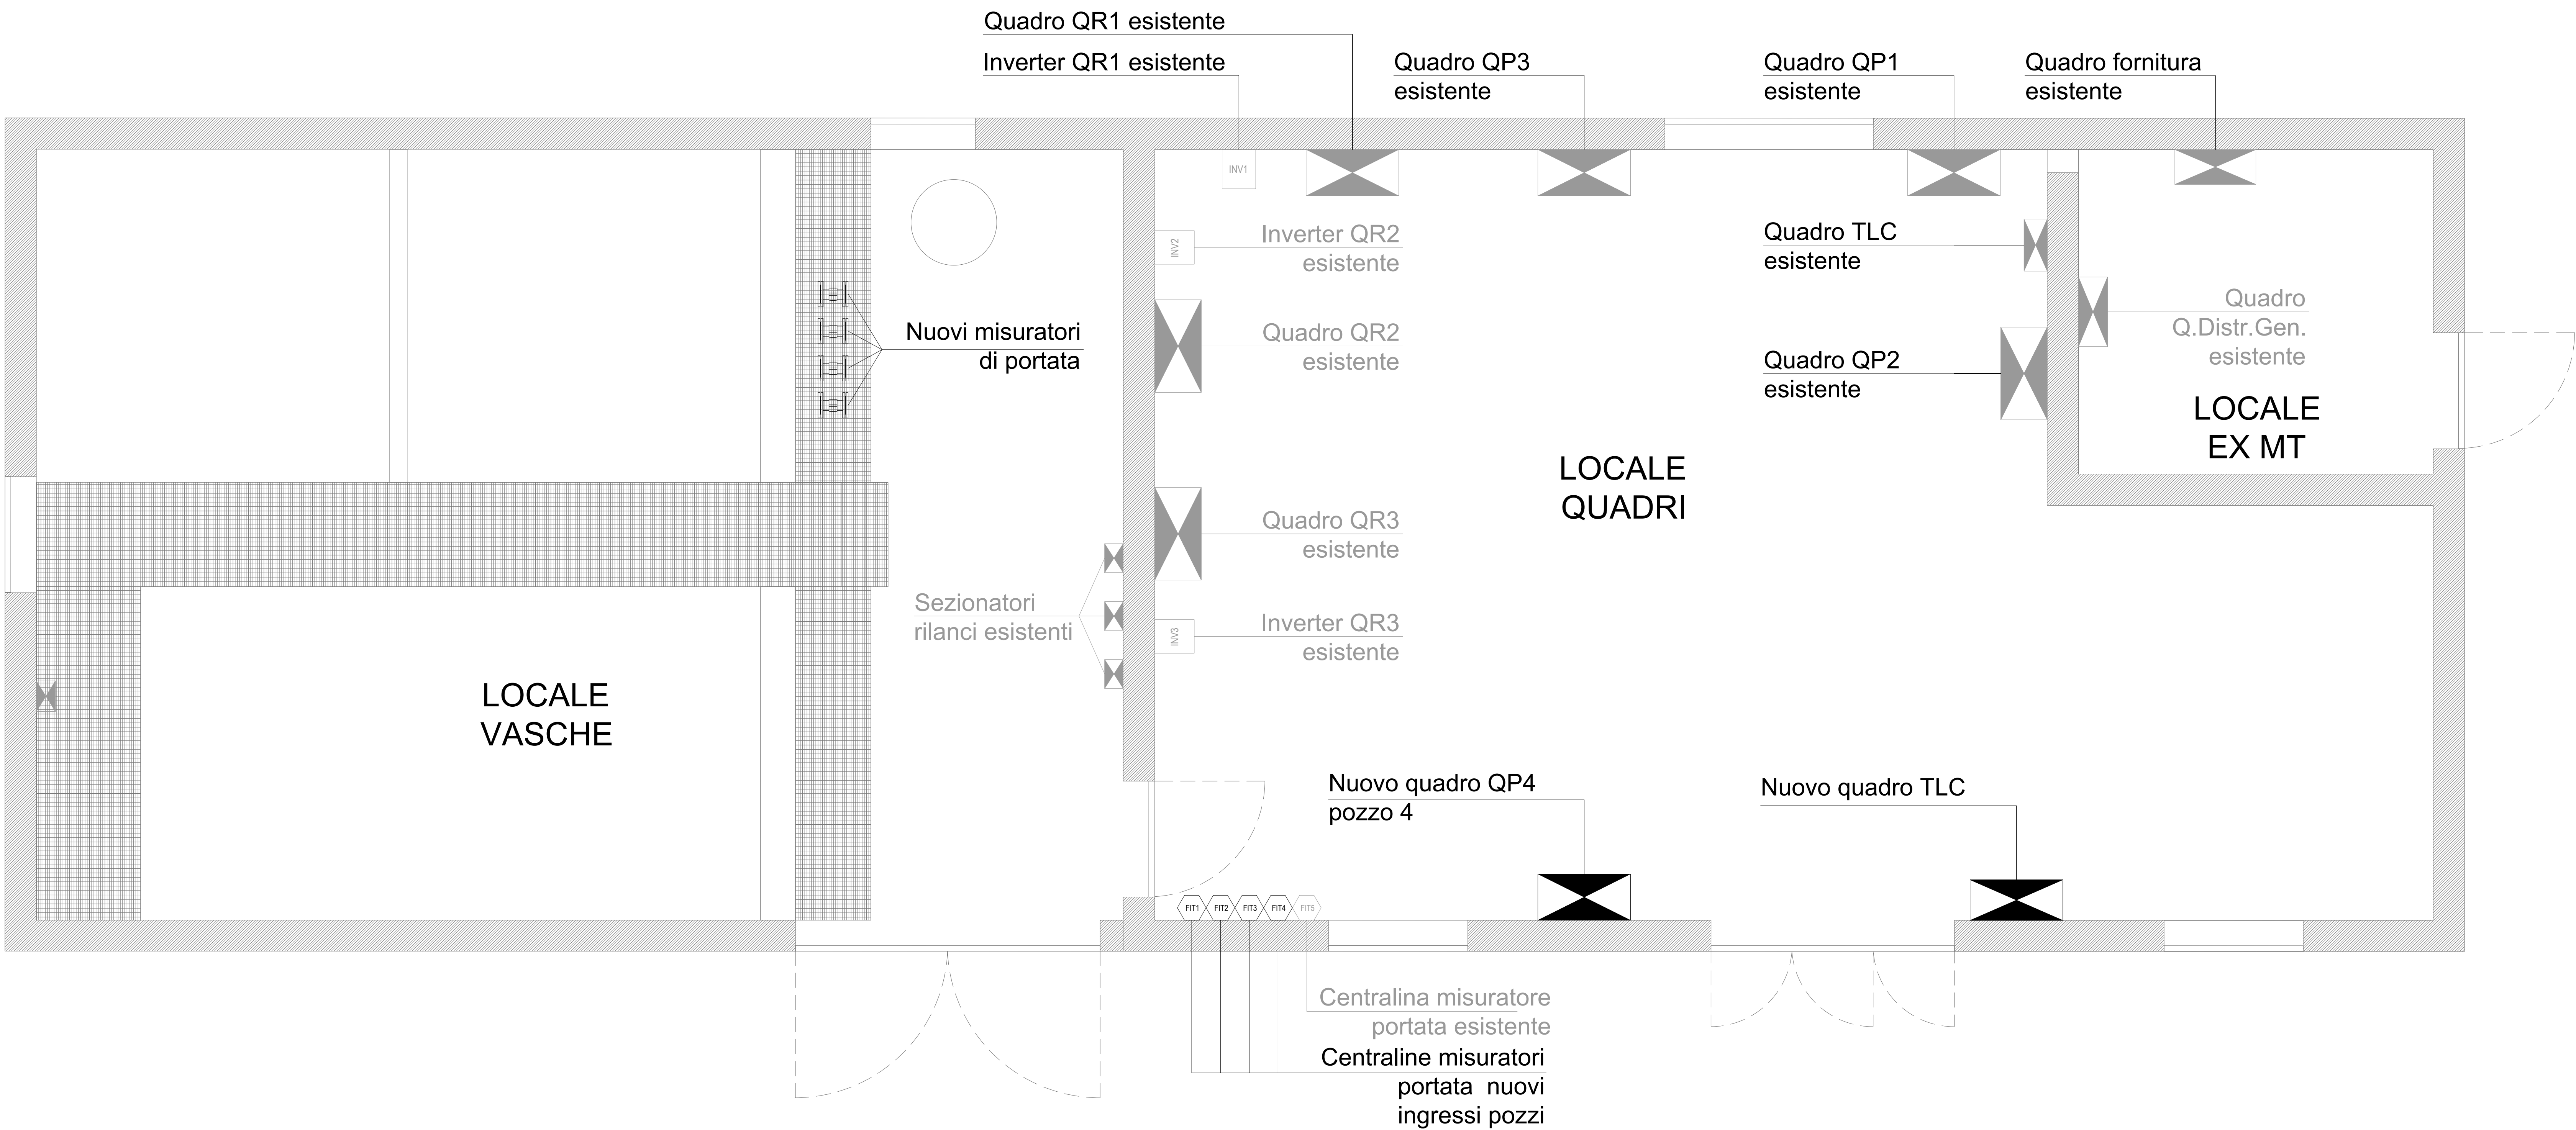 Quadro QR1 esistente
Inverter QR1 esistente
Quadro QP3
esistente
Quadro QP1
esistente
Quadro fornitura
esistente
INV1
INV2
Inverter QR2
esistente
Quadro TLC
esistente
Quadro
Q.Distr.Gen.
esistente
Nuovi misuratori
di portata
Quadro QR2
esistente
Quadro QP2
esistente
LOCALE
EX MT
LOCALE
QUADRI
Quadro QR3
esistente
Sezionatori
rilanci esistenti
INV3
Inverter QR3
esistente
LOCALE
VASCHE
Nuovo quadro QP4
pozzo 4
Nuovo quadro TLC
FIT1 FIT2 FIT3 FIT4 FIT5
Centralina misuratore
portata esistente
Centraline misuratori
portata nuovi
ingressi pozzi